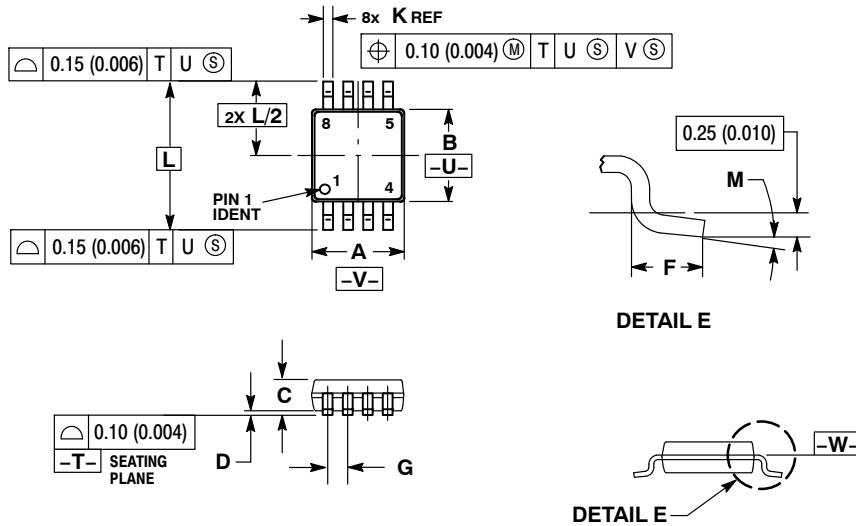 8x K REF
⌖ 0.10 (0.004) Ⓜ T U Ⓢ V Ⓢ
⌓ 0.15 (0.006) T U Ⓢ
2X L/2
8 5
B
–U–
L
PIN 1
IDENT
1 4
⌓ 0.15 (0.006) T U Ⓢ
A
–V–
0.25 (0.010)
M
F
DETAIL E
C
⌓ 0.10 (0.004)
–T– SEATING
PLANE
D
G
–W–
DETAIL E